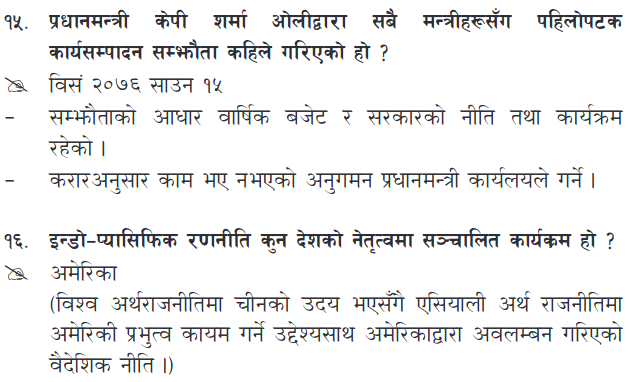 १५. प्रधानमन्त्री केपी शर्मा ओलीद्वारा सबै मन्त्रीहरूसँग पहिलोपटक
कार्यसम्पादन सम्झौता कहिले गरिएको हो ?
विसं २०७६ साउन १५
- सम्झौताको आधार वार्षिक बजेट र सरकारको नीति तथा कार्यक्रम
रहेको ।
- करारअनुसार काम भए नभएको अनुगमन प्रधानमन्त्री कार्यलयले गर्ने ।
१६. इन्डो-प्यासिफिक रणनीति कुन देशको नेतृत्वमा सञ्चालित कार्यक्रम हो ?
अमेरिका
(विश्व अर्थराजनीतिमा चीनको उदय भएसँगै एसियाली अर्थ राजनीतिमा
अमेरिकी प्रभुत्व कायम गर्ने उद्देश्यसाथ अमेरिकाद्वारा अवलम्बन गरिएको
वैदेशिक नीति ।)